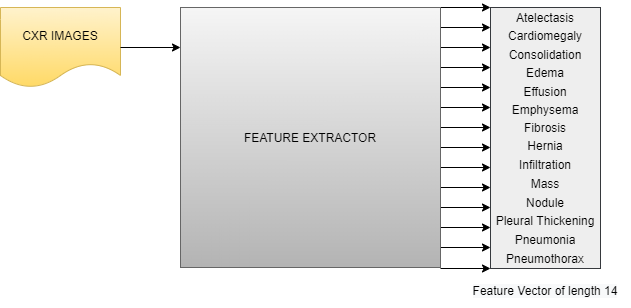 CXR IMAGES
FEATURE EXTRACTOR
Atelectasis
Cardiomegaly
Consolidation
Edema
Effusion
Emphysema
Fibrosis
Hernia
Infiltration
Mass
Nodule
Pleural Thickening
Pneumonia
Pneumothorax
Feature Vector of length 14